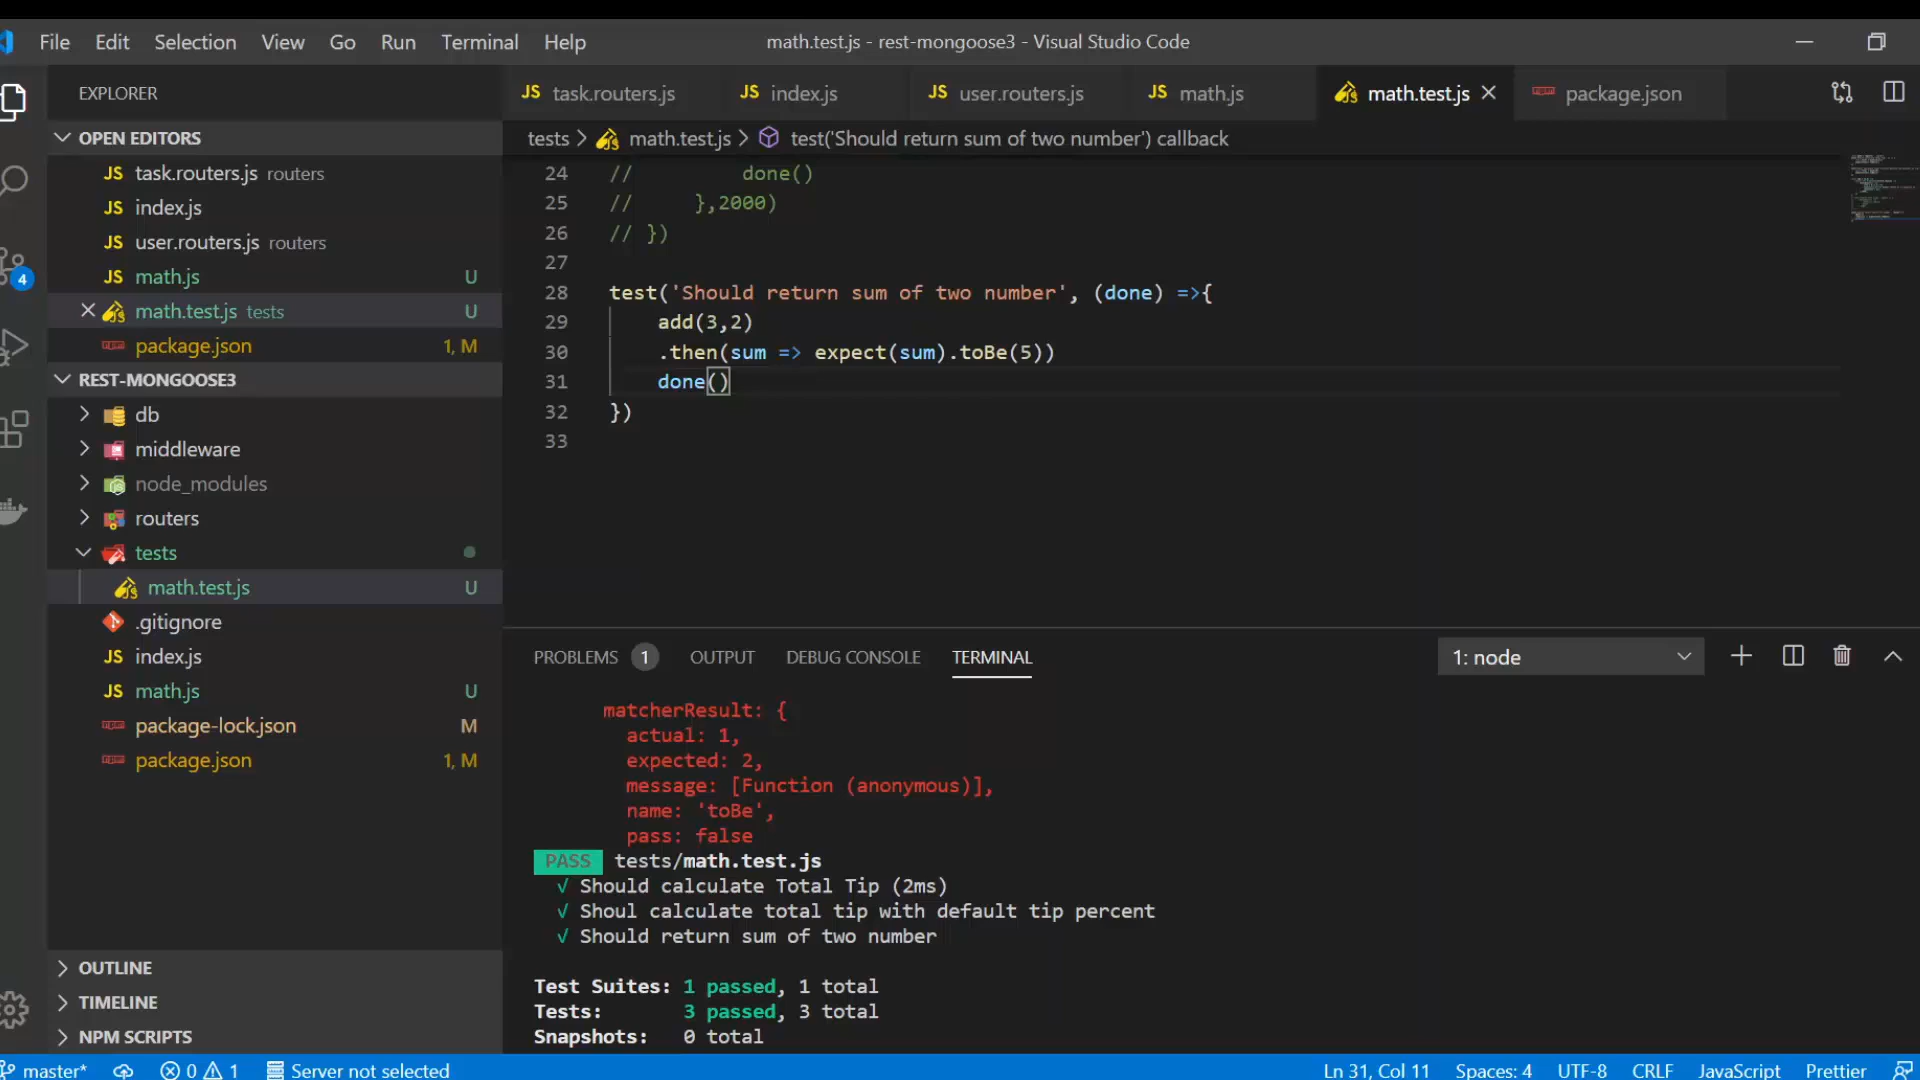 File Edit Selection View Go Run Terminal Help
math.test.js - rest-mongoose3 - Visual Studio Code
EXPLORER
OPEN EDITORS
JS task.routers.js routers
JS index.js
JS user.routers.js routers
JS math.js U
math.test.js tests U
package.json 1, M
REST-MONGOOSE3
db
middleware
node_modules
routers
tests
math.test.js U
.gitignore
JS index.js
JS math.js U
package-lock.json M
package.json 1, M
OUTLINE
TIMELINE
NPM SCRIPTS
4
JS task.routers.js JS index.js JS user.routers.js JS math.js math.test.js package.json
tests > math.test.js > test('Should return sum of two number') callback
24 // done()
25 // },2000)
26 // })
27
28 test('Should return sum of two number', (done) =>{
29 add(3,2)
30 .then(sum => expect(sum).toBe(5))
31 done()
32 })
33
PROBLEMS 1 OUTPUT DEBUG CONSOLE TERMINAL 1: node
matcherResult: {
actual: 1,
expected: 2,
message: [Function (anonymous)],
name: 'toBe',
pass: false
PASS tests/math.test.js
√ Should calculate Total Tip (2ms)
√ Shoul calculate total tip with default tip percent
√ Should return sum of two number
Test Suites: 1 passed, 1 total
Tests: 3 passed, 3 total
Snapshots: 0 total
master* 0 1 Server not selected Ln 31, Col 11 Spaces: 4 UTF-8 CRLF JavaScript Prettier